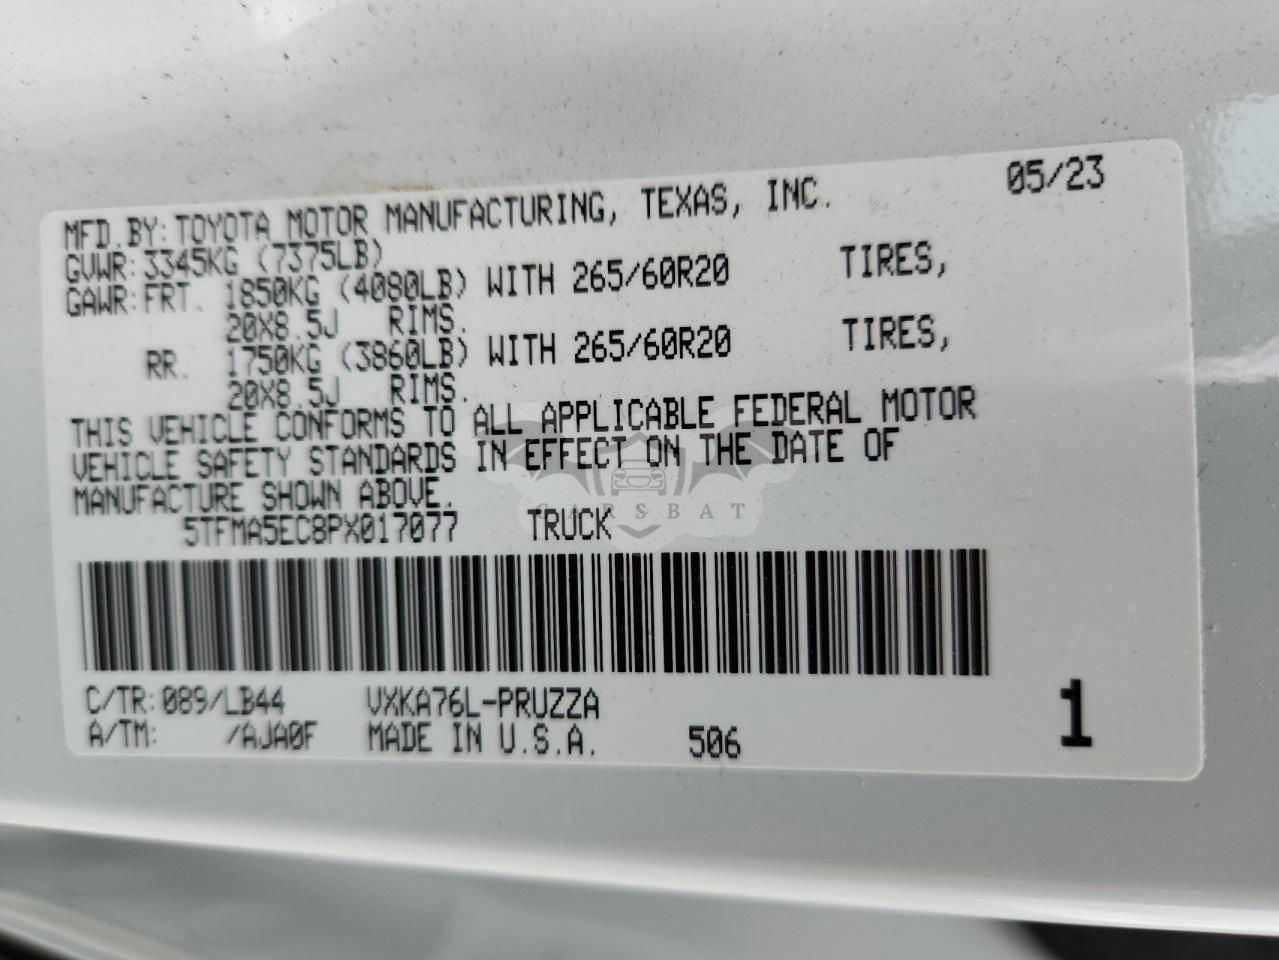 05/23
MFD.BY: TOYOTA MOTOR MANUFACTURING, TEXAS, INC.
GVWR: 3345KG (7375LB)
GAWR: FRT. 1850KG (4080LB) WITH 265/60R20 TIRES,
20X8.5J RIMS.
RR. 1750KG (3860LB) WITH 265/60R20 TIRES,
20X8.5J RIMS.
THIS VEHICLE CONFORMS TO ALL APPLICABLE FEDERAL MOTOR
VEHICLE SAFETY STANDARDS IN EFFECT ON THE DATE OF
MANUFACTURE SHOWN ABOVE.
CARSBAT
5TFMA5EC8PX017077 TRUCK
C/TR: 089/LB44 VXKA76L-PRUZZA
A/TM: /AJA0F MADE IN U.S.A. 506
1